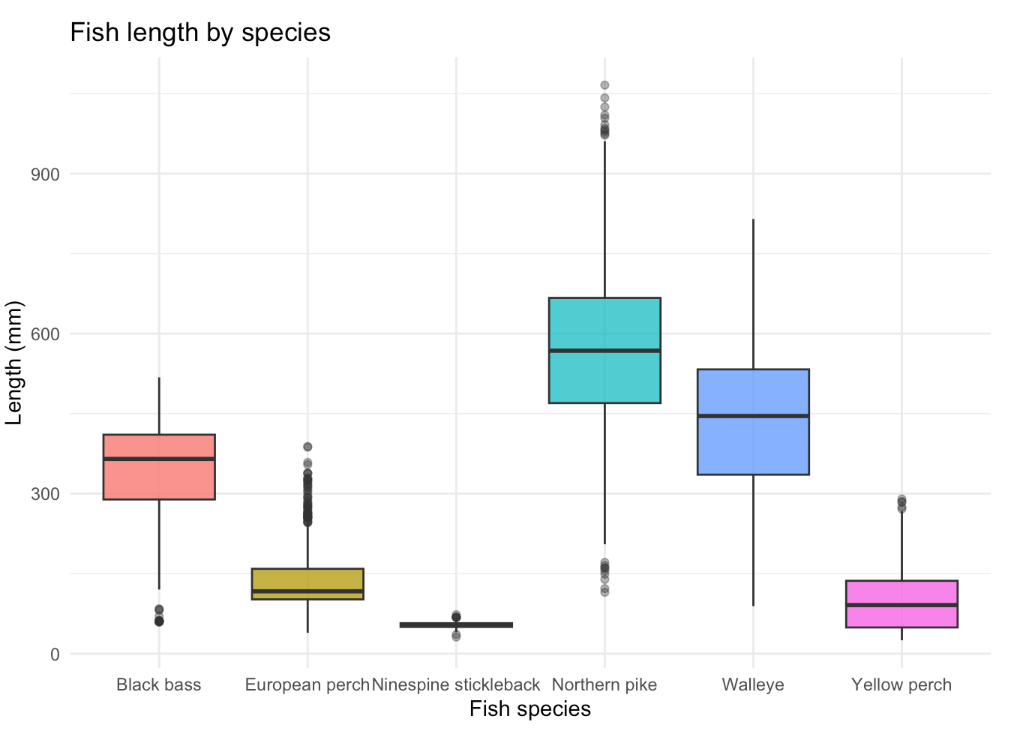 Fish length by species
Length (mm)
900
600
300
0
Black bass European perch Ninespine stickleback Northern pike Walleye Yellow perch
Fish species